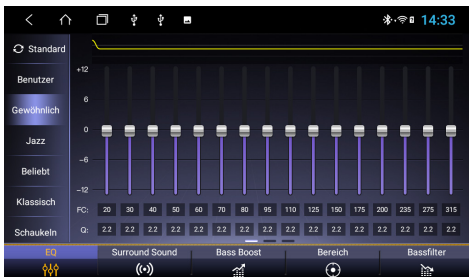 14:33
Standard
Benutzer
Gewöhnlich
Jazz
Beliebt
Klassisch
Schaukeln
+12
6
0
-6
-12
FC: 20 30 40 50 60 70 80 95 110 125 150 175 200 235 275 315
Q: 2.2 2.2 2.2 2.2 2.2 2.2 2.2 2.2 2.2 2.2 2.2 2.2 2.2 2.2 2.2 2.2
EQ Surround Sound Bass Boost Bereich Bassfilter